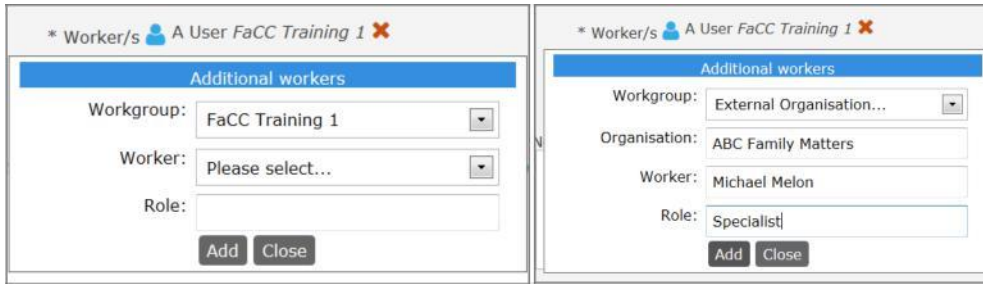 * Worker/s A User FaCC Training 1
Additional workers
Workgroup: FaCC Training 1
Worker: Please select...
Role:
Add Close
* Worker/s A User FaCC Training 1
Additional workers
Workgroup: External Organisation...
N
Organisation: ABC Family Matters
Worker: Michael Melon
Role: Specialist
Add Close